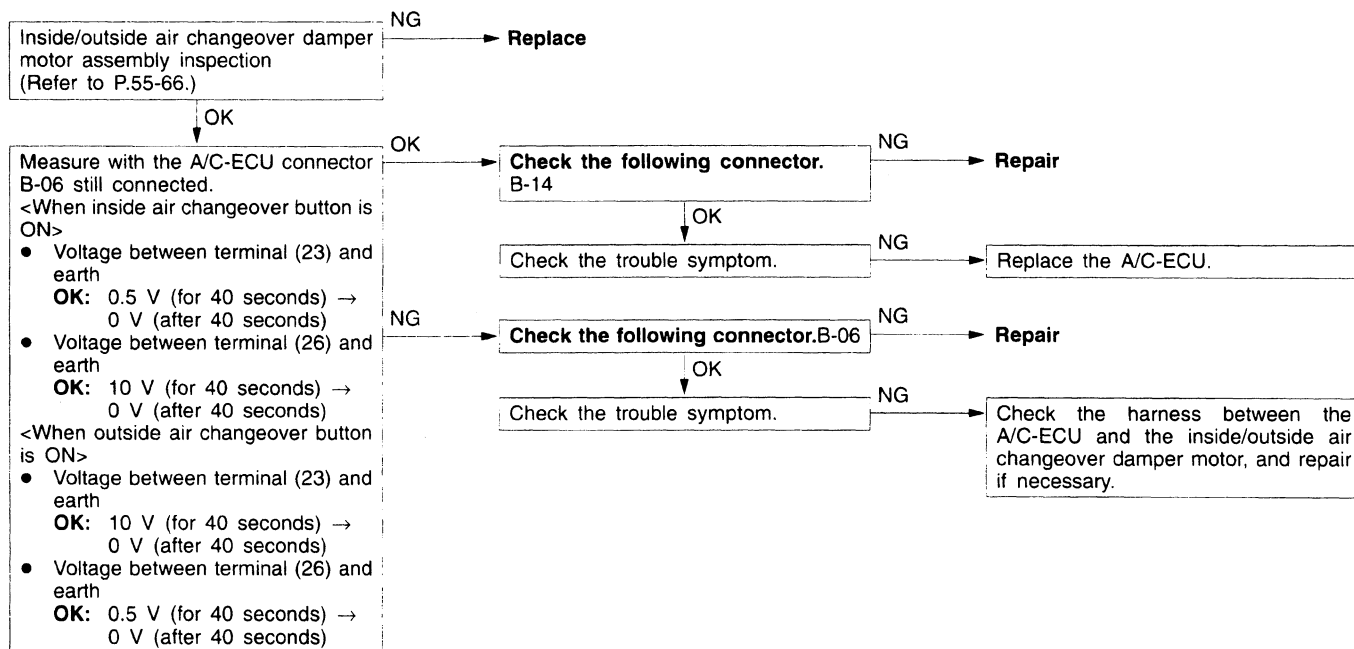 Inside/outside air changeover damper
motor assembly inspection
(Refer to P.55-66.)
NG
Replace
OK
Measure with the A/C-ECU connector
B-06 still connected.
<When inside air changeover button is
ON>
● Voltage between terminal (23) and
earth
OK: 0.5 V (for 40 seconds) →
0 V (after 40 seconds)
● Voltage between terminal (26) and
earth
OK: 10 V (for 40 seconds) →
0 V (after 40 seconds)
<When outside air changeover button
is ON>
● Voltage between terminal (23) and
earth
OK: 10 V (for 40 seconds) →
0 V (after 40 seconds)
● Voltage between terminal (26) and
earth
OK: 0.5 V (for 40 seconds) →
0 V (after 40 seconds)
OK
Check the following connector.
B-14
NG
Repair
OK
Check the trouble symptom.
NG
Replace the A/C-ECU.
NG
Check the following connector.B-06
NG
Repair
OK
Check the trouble symptom.
NG
Check the harness between the
A/C-ECU and the inside/outside air
changeover damper motor, and repair
if necessary.